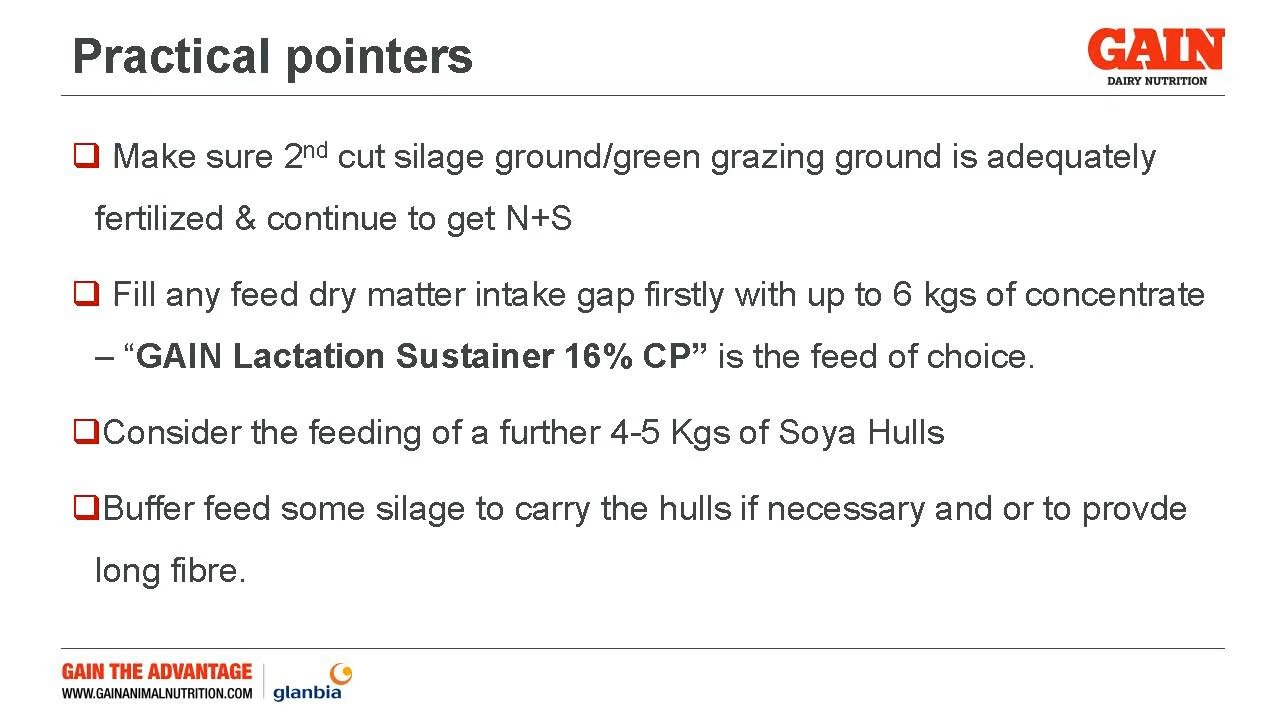 Practical pointers
GAIN
DAIRY NUTRITION
❑ Make sure 2nd cut silage ground/green grazing ground is adequately
fertilized & continue to get N+S
❑ Fill any feed dry matter intake gap firstly with up to 6 kgs of concentrate
– “GAIN Lactation Sustainer 16% CP” is the feed of choice.
❑Consider the feeding of a further 4-5 Kgs of Soya Hulls
❑Buffer feed some silage to carry the hulls if necessary and or to provde
long fibre.
GAIN THE ADVANTAGE
WWW.GAINANIMALNUTRITION.COM
glanbia